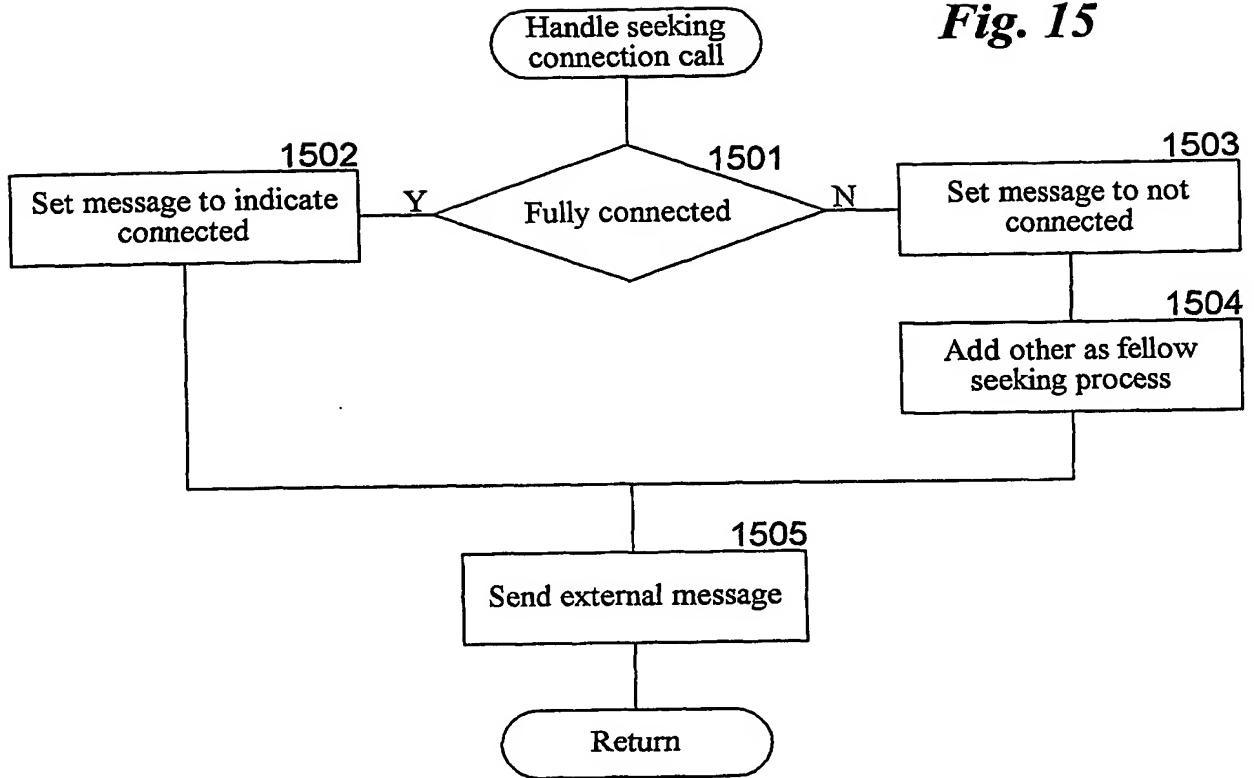 Fig. 15
Handle seeking
connection call
1501
Fully connected
Y
N
1502
Set message to indicate
connected
1503
Set message to not
connected
1504
Add other as fellow
seeking process
1505
Send external message
Return